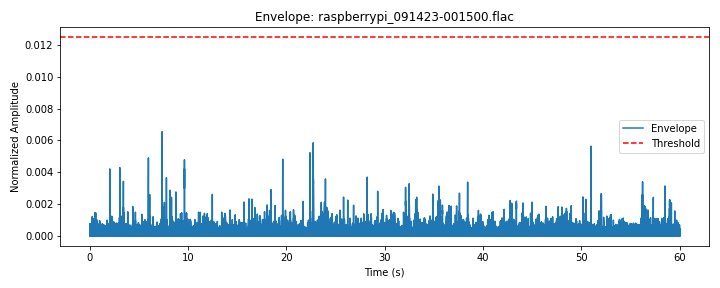 Envelope: raspberrypi_091423-001500.flac
Normalized Amplitude
0.012
0.010
0.008
0.006
0.004
0.002
0.000
Envelope
Threshold
0 10 20 30 40 50 60
Time (s)